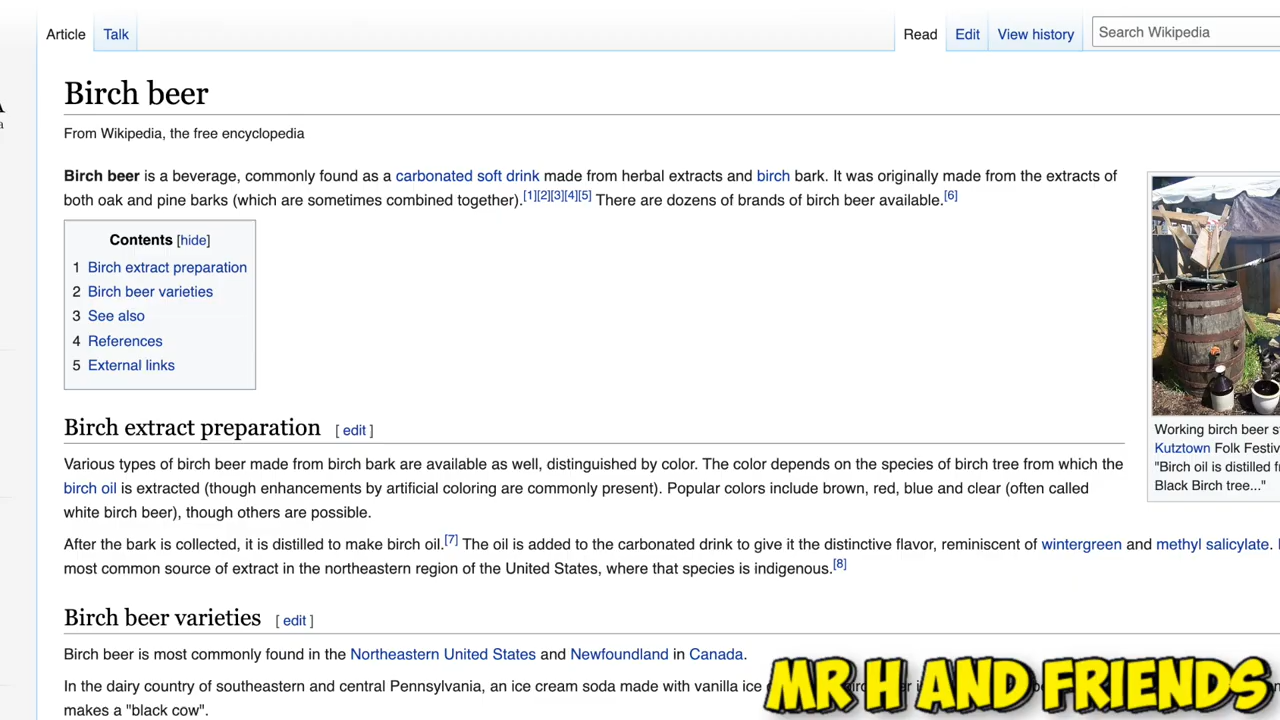 Article Talk Read Edit View history Search Wikipedia
Birch beer
A
a
From Wikipedia, the free encyclopedia
Birch beer is a beverage, commonly found as a carbonated soft drink made from herbal extracts and birch bark. It was originally made from the extracts of
both oak and pine barks (which are sometimes combined together).[1][2][3][4][5] There are dozens of brands of birch beer available.[6]
Contents [hide]
1 Birch extract preparation
2 Birch beer varieties
3 See also
4 References
5 External links
Working birch beer s
Kutztown Folk Festiv
"Birch oil is distilled f
Black Birch tree..."
Birch extract preparation [ edit ]
Various types of birch beer made from birch bark are available as well, distinguished by color. The color depends on the species of birch tree from which the
birch oil is extracted (though enhancements by artificial coloring are commonly present). Popular colors include brown, red, blue and clear (often called
white birch beer), though others are possible.
After the bark is collected, it is distilled to make birch oil.[7] The oil is added to the carbonated drink to give it the distinctive flavor, reminiscent of wintergreen and methyl salicylate.
most common source of extract in the northeastern region of the United States, where that species is indigenous.[8]
Birch beer varieties [ edit ]
Birch beer is most commonly found in the Northeastern United States and Newfoundland in Canada.
In the dairy country of southeastern and central Pennsylvania, an ice cream soda made with vanilla ice
makes a "black cow".
MR H AND FRIENDS